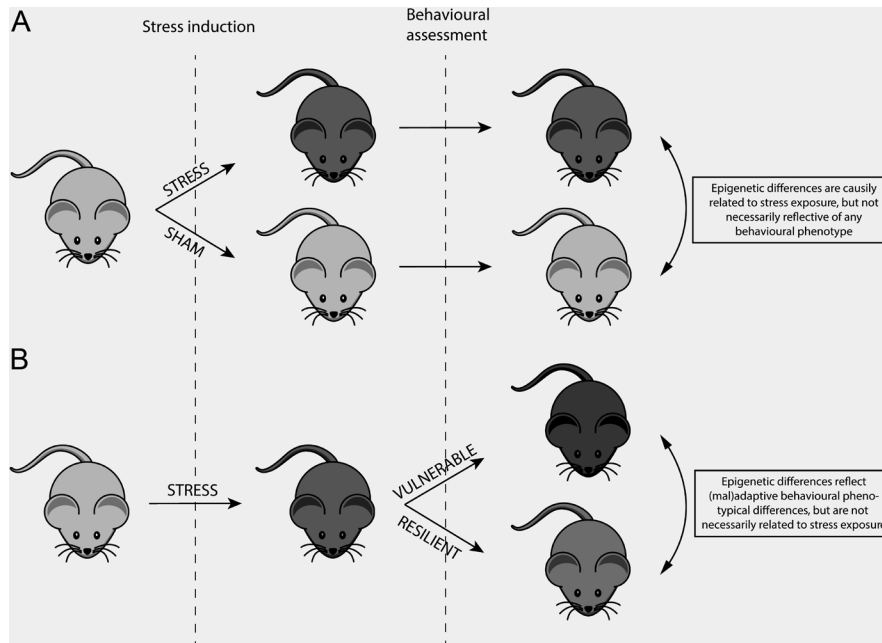 A
Stress induction
Behavioural
assessment
STRESS
SHAM
Epigenetic differences are causily
related to stress exposure, but not
necessarily reflective of any
behavioural phenotype
B
STRESS
VULNERABLE
RESILIENT
Epigenetic differences reflect
(mal)adaptive behavioural pheno-
typical differences, but are not
necessarily related to stress exposure